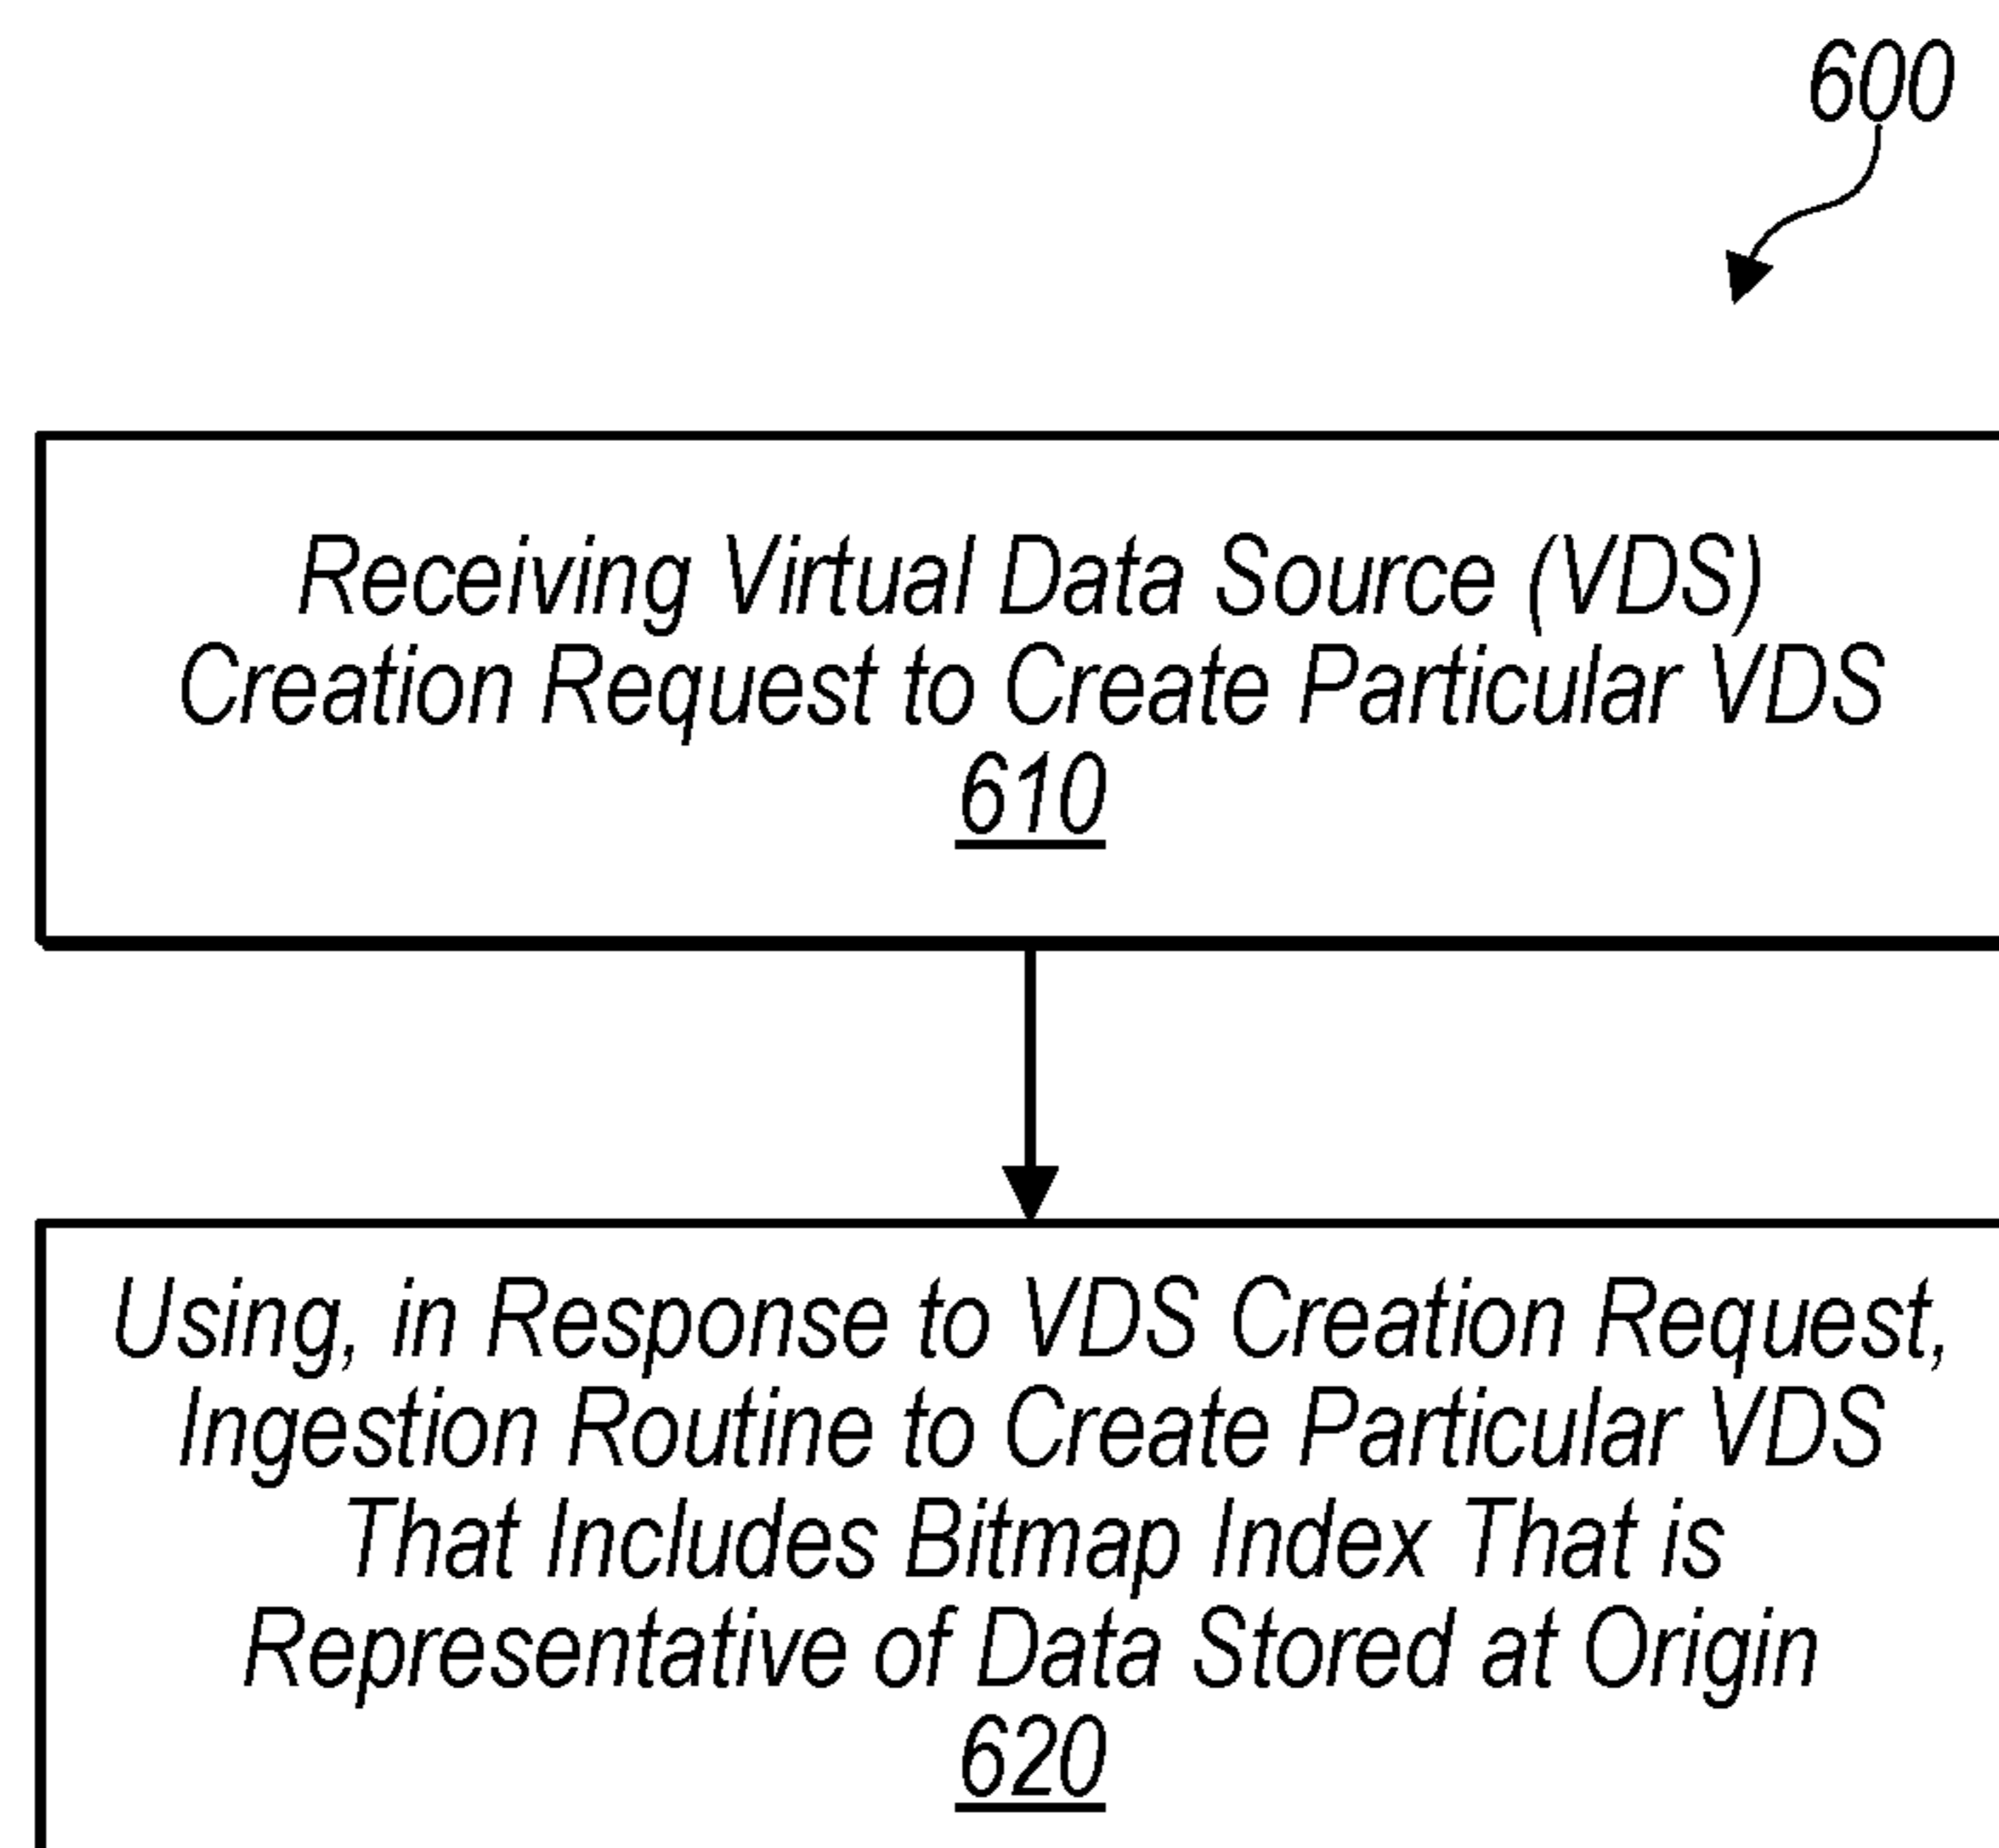 600
Receiving Virtual Data Source (VDS)
Creation Request to Create Particular VDS
610
Using, in Response to VDS Creation Request,
Ingestion Routine to Create Particular VDS
That Includes Bitmap Index That is
Representative of Data Stored at Origin
620